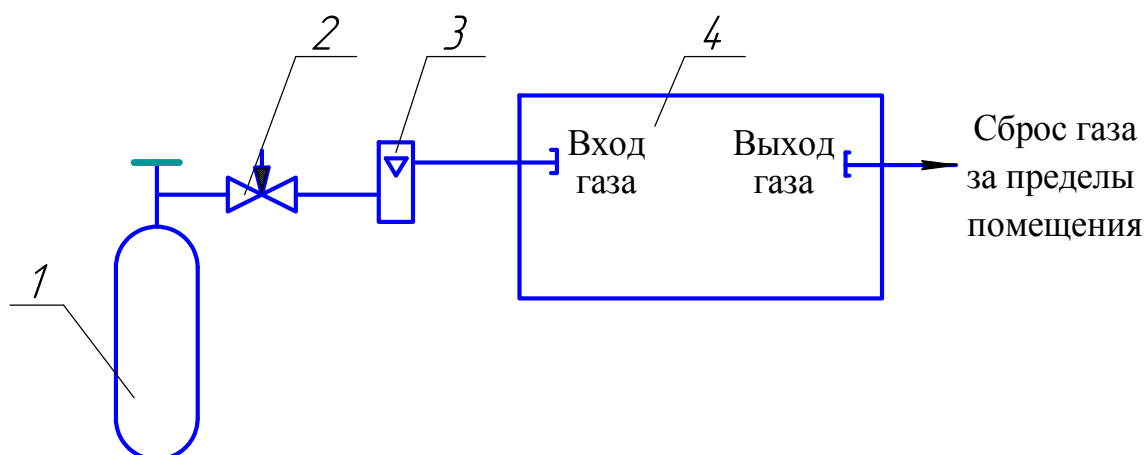 2
3
4
Вход
газа
Выход
газа
Сброс газа
за пределы
помещения
1